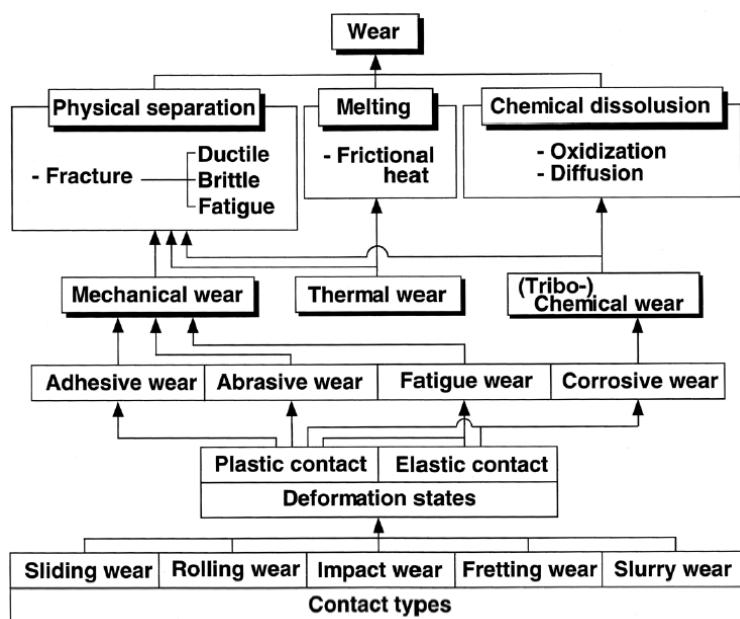 Wear
Physical separation
Melting
Chemical dissolusion
- Fracture
Ductile
Brittle
Fatigue
- Frictional
heat
- Oxidization
- Diffusion
Mechanical wear
Thermal wear
(Tribo-)
Chemical wear
Adhesive wear
Abrasive wear
Fatigue wear
Corrosive wear
Plastic contact
Elastic contact
Deformation states
Sliding wear
Rolling wear
Impact wear
Fretting wear
Slurry wear
Contact types